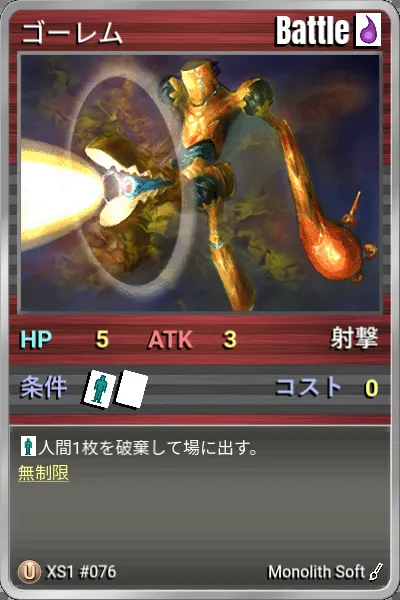 ゴーレム Battle
HP 5 ATK 3 射撃
条件 コスト 0
人間1枚を破棄して場に出す。
無制限
U XS1 #076 Monolith Soft